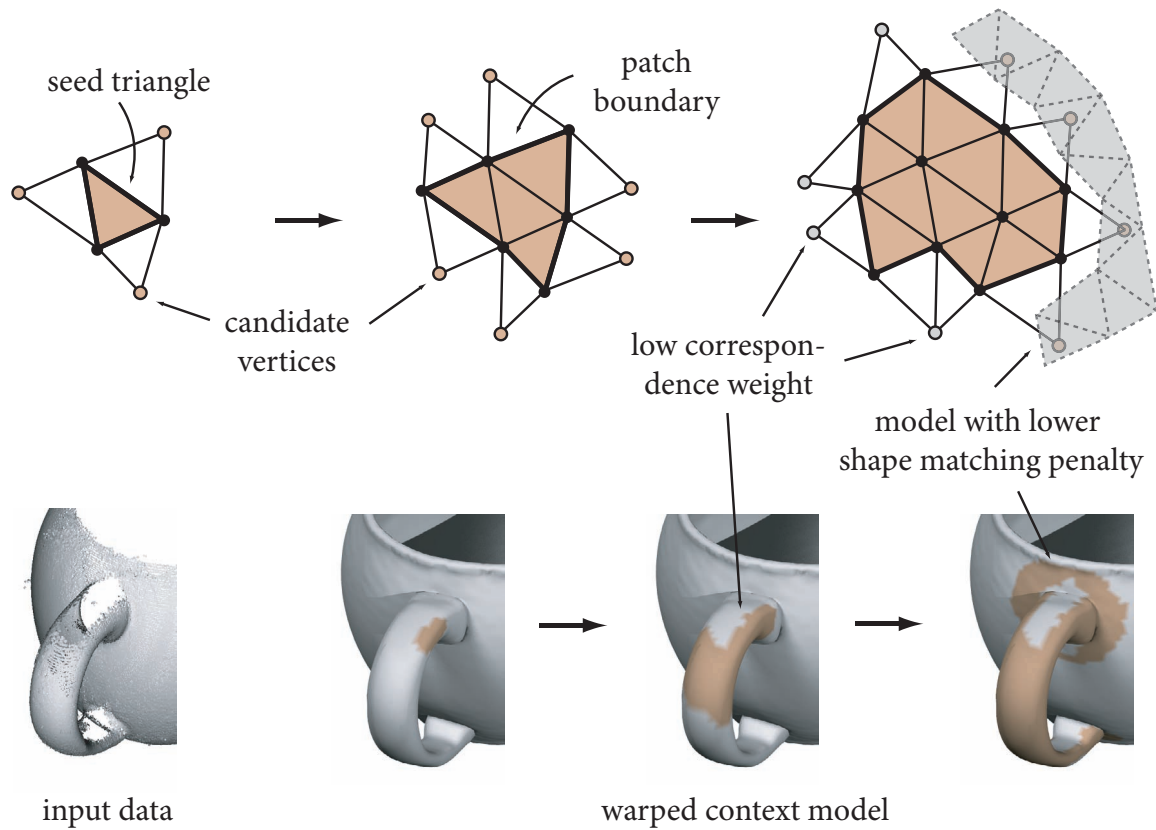 seed triangle
patch
boundary
candidate
vertices
low correspon-
dence weight
model with lower
shape matching penalty
input data
warped context model